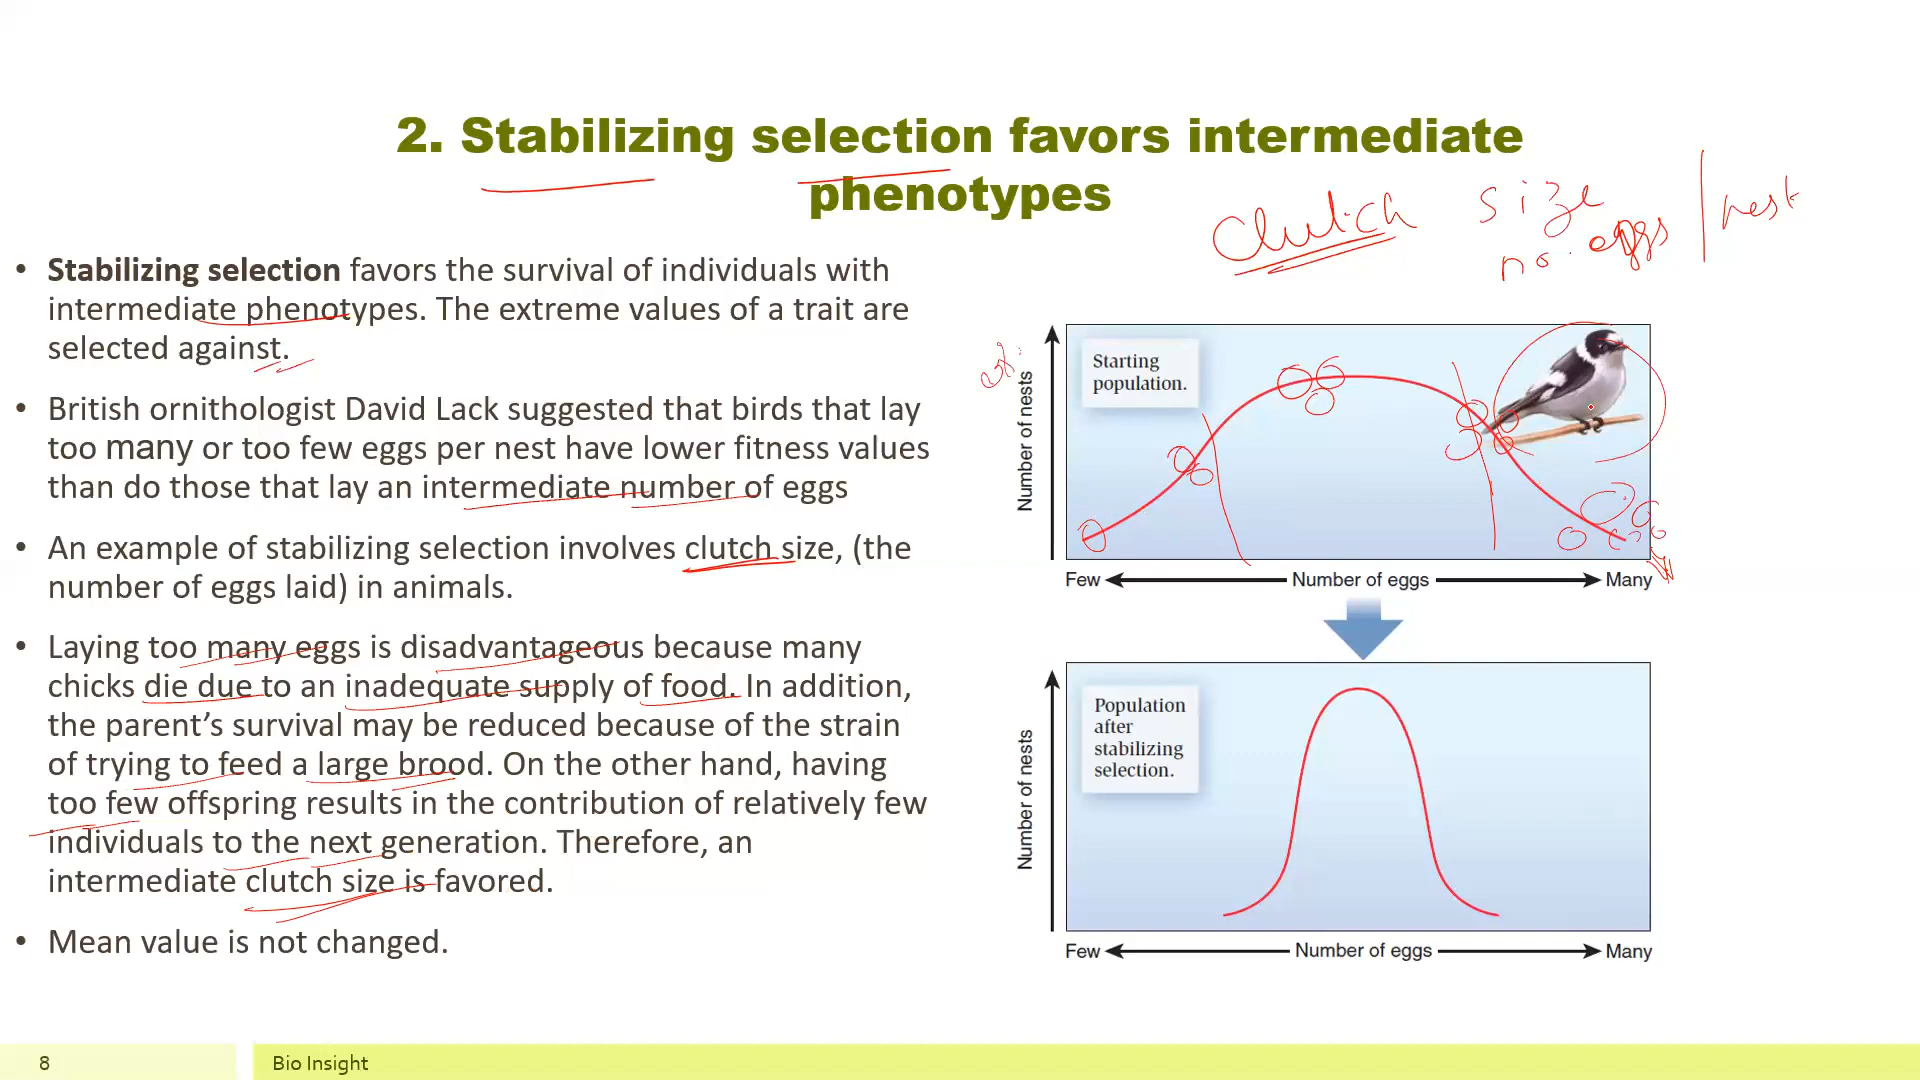 2. Stabilizing selection favors intermediate
phenotypes
Clutch size
no. eggs / nest
• Stabilizing selection favors the survival of individuals with
intermediate phenotypes. The extreme values of a trait are
selected against.
• British ornithologist David Lack suggested that birds that lay
too many or too few eggs per nest have lower fitness values
than do those that lay an intermediate number of eggs
• An example of stabilizing selection involves clutch size, (the
number of eggs laid) in animals.
• Laying too many eggs is disadvantageous because many
chicks die due to an inadequate supply of food. In addition,
the parent’s survival may be reduced because of the strain
of trying to feed a large brood. On the other hand, having
too few offspring results in the contribution of relatively few
individuals to the next generation. Therefore, an
intermediate clutch size is favored.
• Mean value is not changed.
Starting
population.
Number of nests
Few Number of eggs Many
Population
after
stabilizing
selection.
Number of nests
Few Number of eggs Many
8
Bio Insight